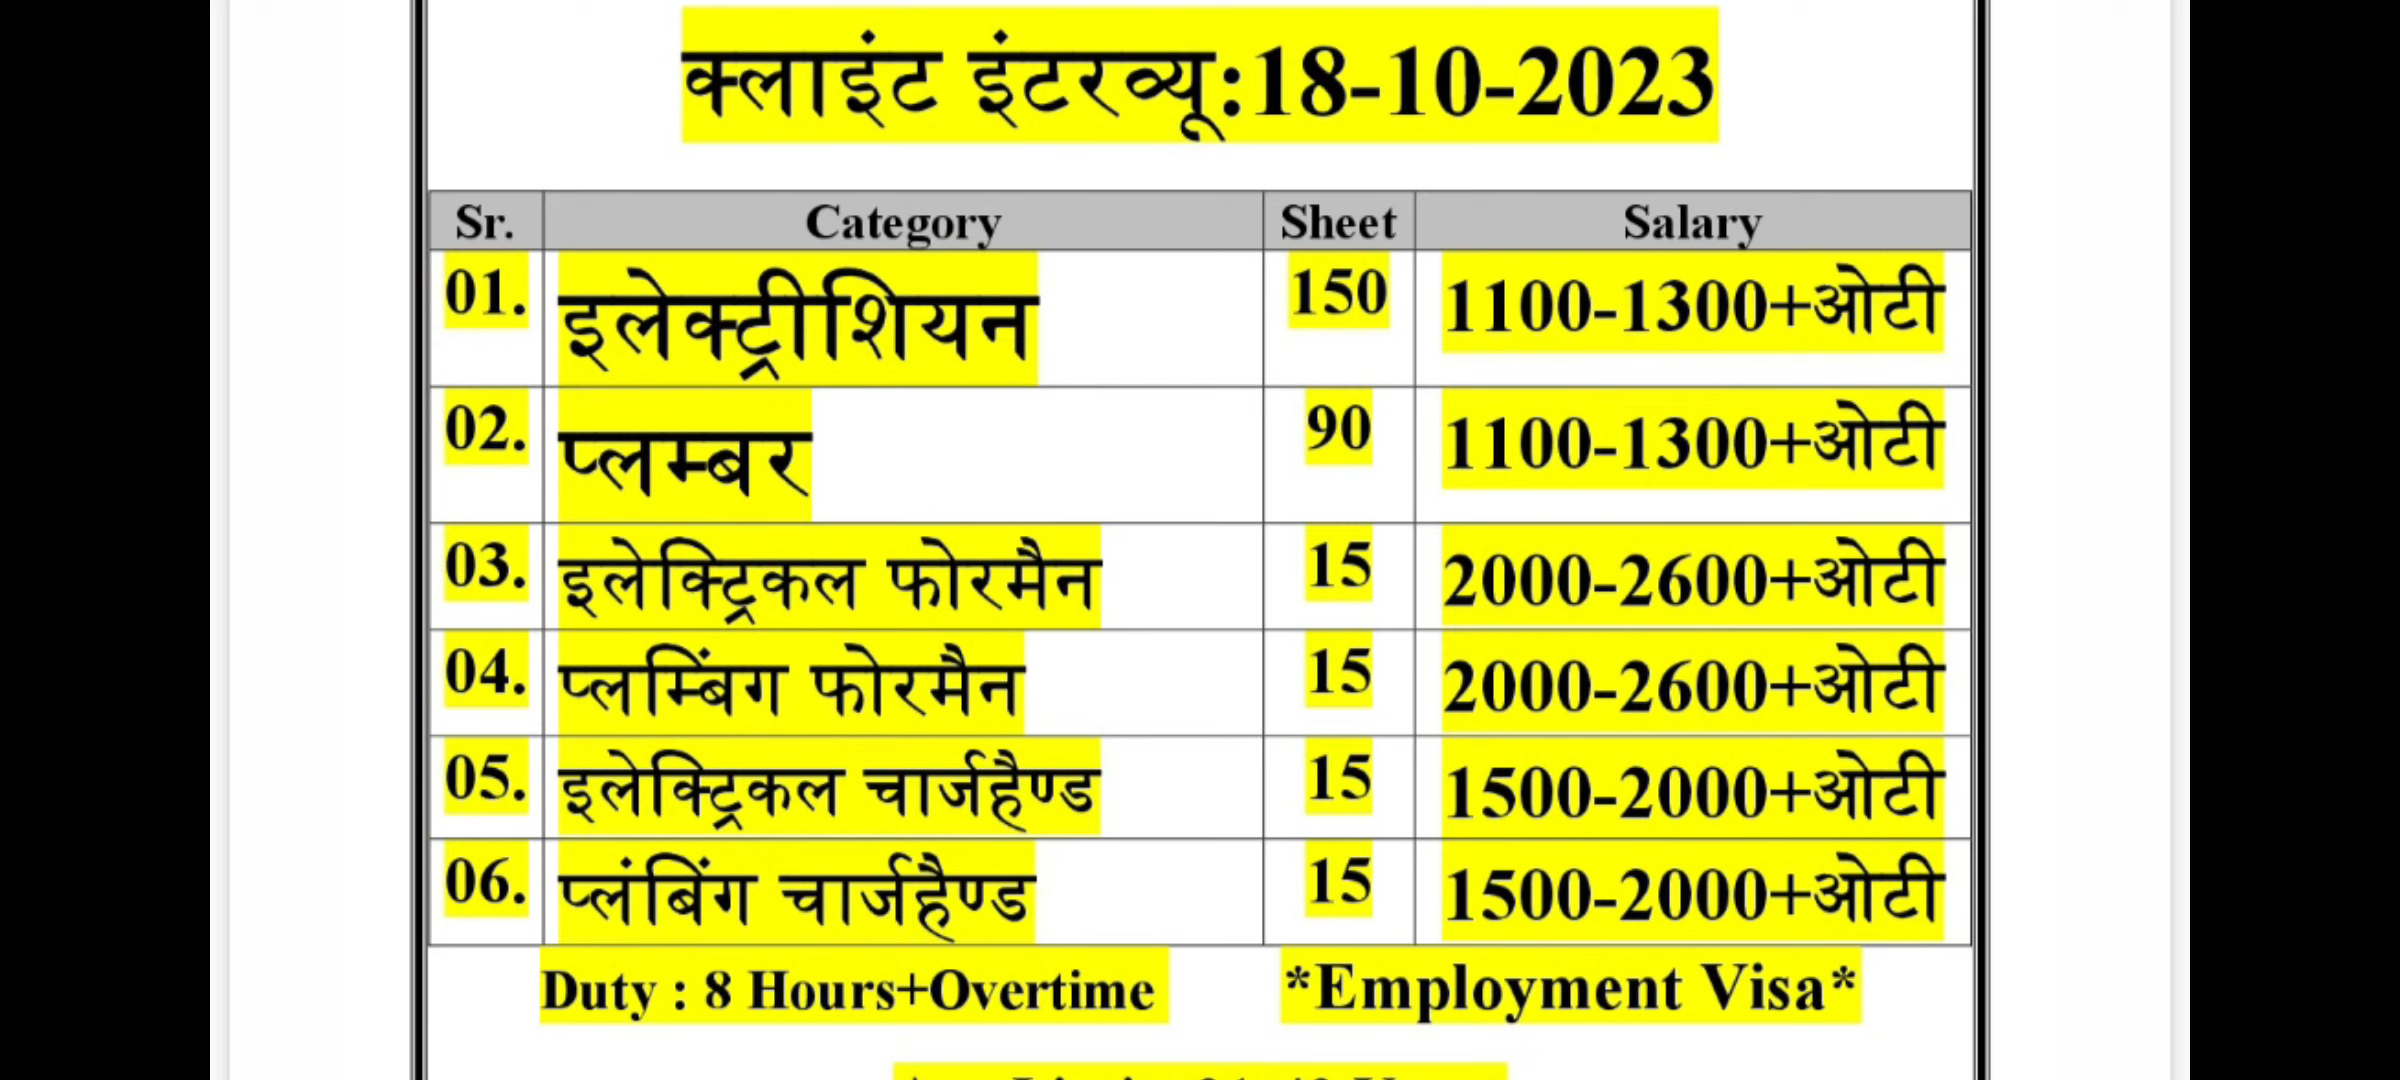 क्लाइंट इंटरव्यू:18-10-2023
Sr. Category Sheet Salary
01. इलेक्ट्रीशियन 150 1100-1300+ओटी
02. प्लम्बर 90 1100-1300+ओटी
03. इलेक्ट्रिकल फोरमैन 15 2000-2600+ओटी
04. प्लम्बिंग फोरमैन 15 2000-2600+ओटी
05. इलेक्ट्रिकल चार्जहैण्ड 15 1500-2000+ओटी
06. प्लंबिंग चार्जहैण्ड 15 1500-2000+ओटी
Duty : 8 Hours+Overtime *Employment Visa*